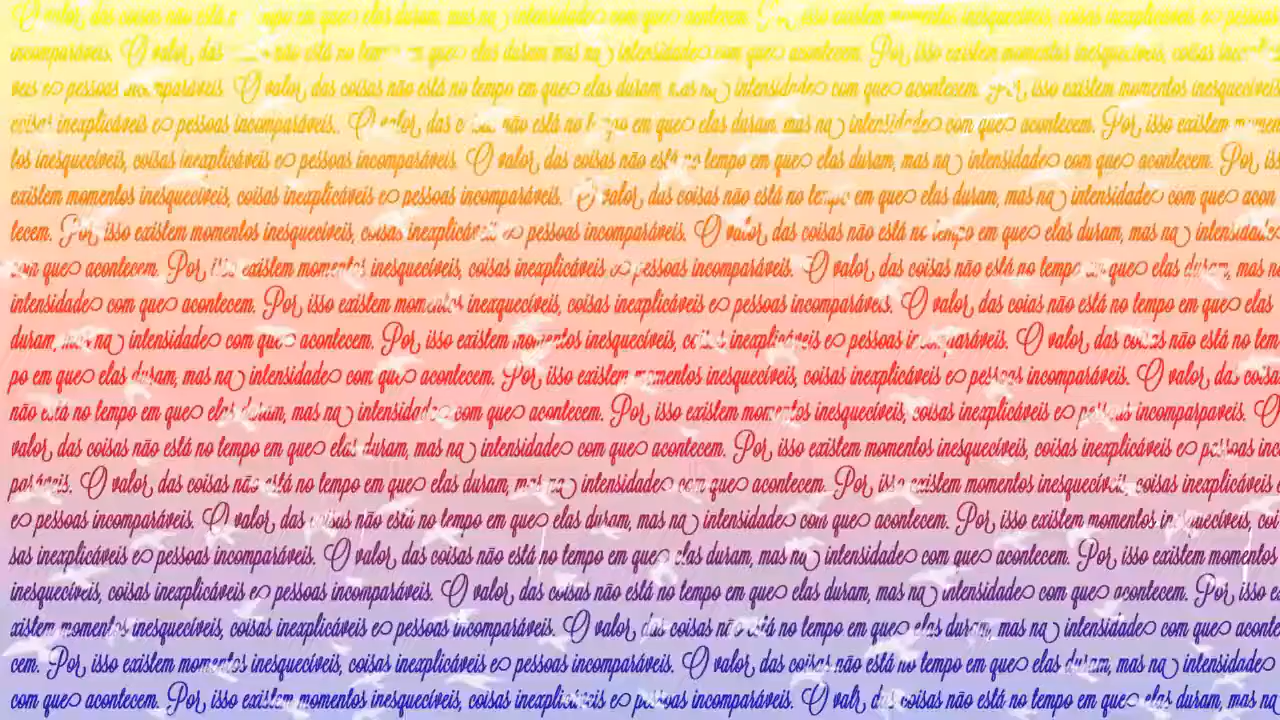 O valor, das coisas não está n tempo em que elas duram, mas na intensidade com que acontecem. Por, isso existem momentos inesquecíveis, coisas inexplicáveis e pessoas
incomparáveis. O valor, das não está no tem em que elas duram mas na intensidade com que acontecem. Por, isso existem momentos inesquecíveis, coisas inex
veis e pessoas incomparáveis. O valor, das coisas não está no tempo em que elas duram, mas na intensidade com que acontecem. Por, isso existem momentos inesquecíveis
coisas inexplicáveis e pessoas incomparáveis.. O valor, das coisas não está no tempo em que elas duram, mas na intensidade com que acontecem. Por, isso existem momen
tos inesquecíveis, coisas inexplicáveis e pessoas incomparáveis. O valor, das coisas não está no tempo em que elas duram, mas na intensidade com que acontecem. Por, iss
existem momentos inesquecíveis, coisas inexplicáveis e pessoas incomparáveis. O valor, das coisas não está no tempo em que elas duram, mas na intensidade com que acon
tecem. Por, isso existem momentos inesquecíveis, coisas inexplicáveis e pessoas incomparáveis. O valor, das coisas não está no tempo em que elas duram, mas na intensidade
com que acontecem. Por, isso existem momentos inesquecíveis, coisas inexplicáveis e pessoas incomparáveis. O valor, das coisas não está no tempo em que elas duram, mas n
intensidade com que acontecem. Por, isso existem momentos inexquecíveis, coisas inexplicáveis e pessoas incomparáveis. O valor, das coias não está no tempo em que elas
duram, mas na intensidade com que acontecem. Por, isso existem momentos inesquecíveis, coisas inexplicáveis e pessoas incomparáveis. O valor, das coisas não está no tem
po em que elas duram, mas na intensidade com que acontecem. Por, isso existem momentos inesquecíveis, coisas inexplicáveis e pessoas incomparáveis. O valor, das coisa
não está no tempo em que elas duram, mas na intensidade com que acontecem. Por, isso existem momentos inesquecíveis, coisas inexplicáveis e pessoas incomparpaveis. O
valor, das coisas não está no tempo em que elas duram, mas na intensidade com que acontecem. Por, isso existem momentos inesquecíveis, coisas inexplicáveis e pessoas incom
paráveis. O valor, das coisas não está no tempo em que elas duram, mas na intensidade com que acontecem. Por, isso existem momentos inesquecíveis, coisas inexplicáveis e
e pessoas incomparáveis. O valor, das coisas não está no tempo em que elas duram, mas na intensidade com que acontecem. Por, isso existem momentos inesquecíveis, coi
sas inexplicáveis e pessoas incomparáveis. O valor, das coisas não está no tempo em que elas duram, mas na intensidade com que acontecem. Por, isso existem momentos
inesquecíveis, coisas inexplicáveis e pessoas incomparáveis. O valor, das coisas não está no tempo em que elas duram, mas na intensidade com que acontecem. Por, isso ex
xistem momentos inesquecíveis, coisas inexplicáveis e pessoas incomparáveis. O valor, das coisas não está no tempo em que elas duram, mas na intensidade com que aconte
cem. Por, isso existem momentos inesquecíveis, coisas inexplicáveis e pessoas incomparáveis. O valor, das coisas não está no tempo em que elas duram, mas na intensidade
com que acontecem. Por, isso existem momentos inesquecíveis, coisas inexplicáveis e pessoas incomparáveis. O valr, das coisas não está no tempo em que elas duram, mas na